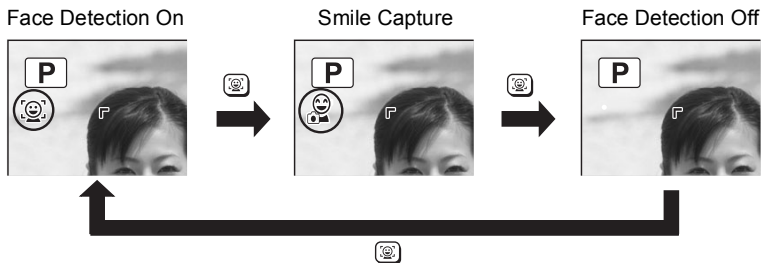 Face Detection On
Smile Capture
Face Detection Off
P
P
P